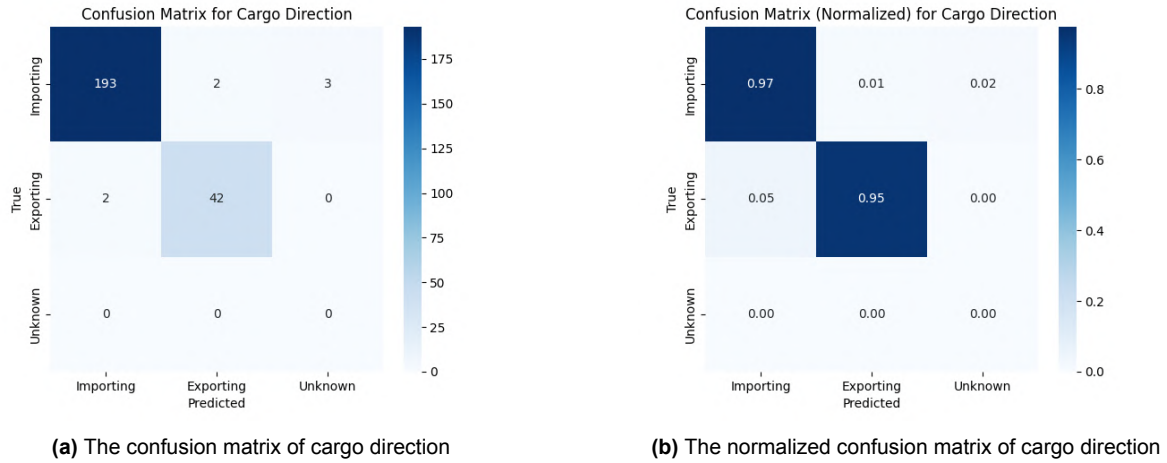 Confusion Matrix for Cargo Direction
Importing 193 2 3
True
Exporting 2 42 0
Unknown 0 0 0
Importing Exporting Unknown
Predicted
175
150
125
100
75
50
25
0
(a) The confusion matrix of cargo direction
Confusion Matrix (Normalized) for Cargo Direction
Importing 0.97 0.01 0.02
True
Exporting 0.05 0.95 0.00
Unknown 0.00 0.00 0.00
Importing Exporting Unknown
Predicted
0.8
0.6
0.4
0.2
0.0
(b) The normalized confusion matrix of cargo direction